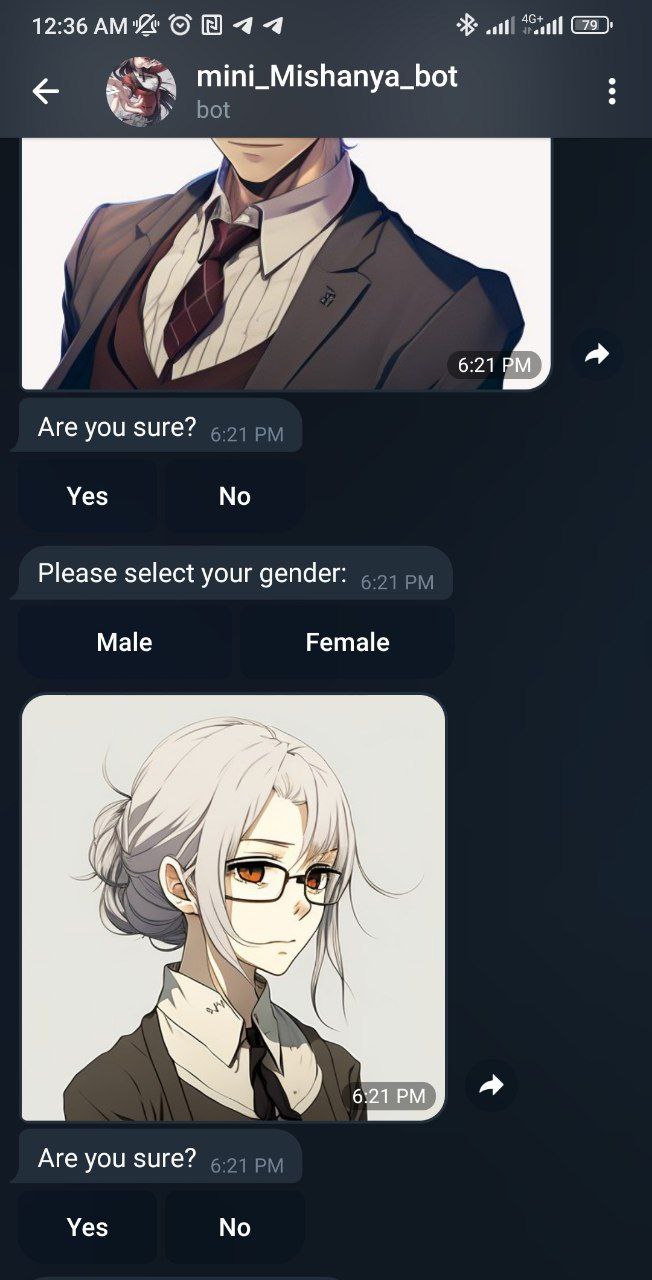 12:36 AM
4G+
79
mini_Mishanya_bot
bot
6:21 PM
Are you sure? 6:21 PM
Yes No
Please select your gender: 6:21 PM
Male Female
6:21 PM
Are you sure? 6:21 PM
Yes No